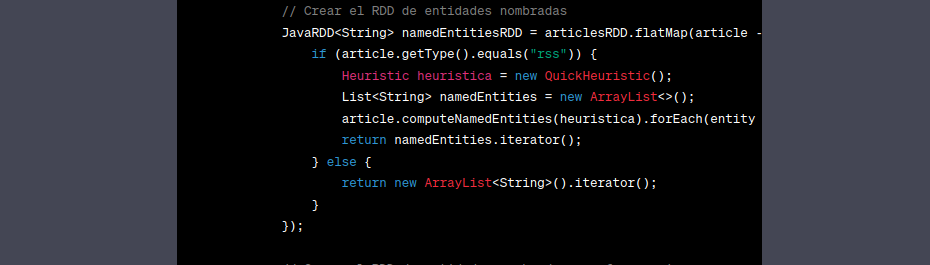 // Crear el RDD de entidades nombradas
JavaRDD<String> namedEntitiesRDD = articlesRDD.flatMap(article -
if (article.getType().equals("rss")) {
Heuristic heuristica = new QuickHeuristic();
List<String> namedEntities = new ArrayList<>();
article.computeNamedEntities(heuristica).forEach(entity
return namedEntities.iterator();
} else {
return new ArrayList<String>().iterator();
}
});